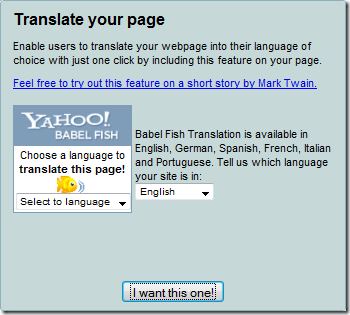 Translate your page
Enable users to translate your webpage into their language of
choice with just one click by including this feature on your page.
Feel free to try out this feature on a short story by Mark Twain.
YAHOO!
BABEL FISH
Choose a language to
translate this page!
Select to language
Babel Fish Translation is available in
English, German, Spanish, French, Italian
and Portuguese. Tell us which language
your site is in:
English
I want this one!